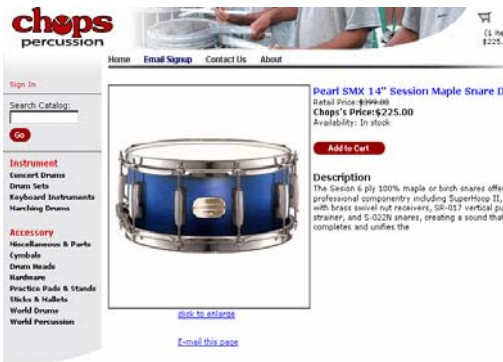 chops
percussion
(1 ite
$225.
Home Email Signup Contact Us About
Sign In
Search Catalog:
Go
Instrument
Concert Drums
Drum Sets
Keyboard Instruments
Marching Drums
Accessory
Miscellaneous & Parts
Cymbals
Drum Heads
Hardware
Practice Pads & Stands
Sticks & Mallets
World Drums
World Percussion
click to enlarge
E-mail this page
Pearl SMX 14" Session Maple Snare D
Retail Price:$399.00
Chops's Price:$225.00
Availability: In stock
Add to Cart
Description
The Sesion 6 ply 100% maple or birch snares offe
professional componentry including SuperHoop II,
with brass swivel nut receivers, SR-017 vertical pu
strainer, and S-022N snares, creating a sound that
completes and unifies the